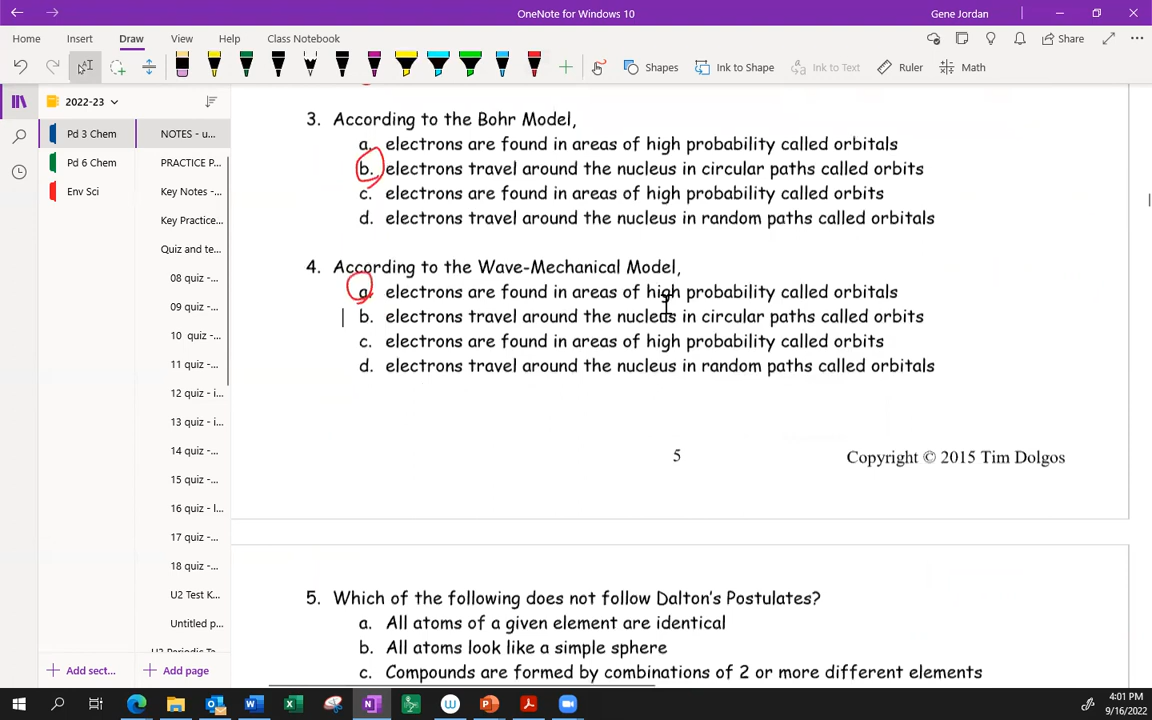 OneNote for Windows 10
Gene Jordan
Home Insert Draw View Help Class Notebook
Share
Shapes Ink to Shape Ink to Text Ruler Math
2022-23
Pd 3 Chem
Pd 6 Chem
Env Sci
NOTES - u...
PRACTICE P...
Key Notes -...
Key Practice...
Quiz and te...
08 quiz -...
09 quiz -...
10 quiz -...
11 quiz -...
12 quiz - i...
13 quiz - i...
14 quiz -...
15 quiz -...
16 quiz - l...
17 quiz -...
18 quiz -...
U2 Test K...
Untitled p...
U2 Periodic Te
Add sect...
Add page
3. According to the Bohr Model,
a. electrons are found in areas of high probability called orbitals
b. electrons travel around the nucleus in circular paths called orbits
c. electrons are found in areas of high probability called orbits
d. electrons travel around the nucleus in random paths called orbitals
4. According to the Wave-Mechanical Model,
a. electrons are found in areas of high probability called orbitals
b. electrons travel around the nucleus in circular paths called orbits
c. electrons are found in areas of high probability called orbits
d. electrons travel around the nucleus in random paths called orbitals
5
Copyright © 2015 Tim Dolgos
5. Which of the following does not follow Dalton's Postulates?
a. All atoms of a given element are identical
b. All atoms look like a simple sphere
c. Compounds are formed by combinations of 2 or more different elements
4:01 PM
9/16/2022